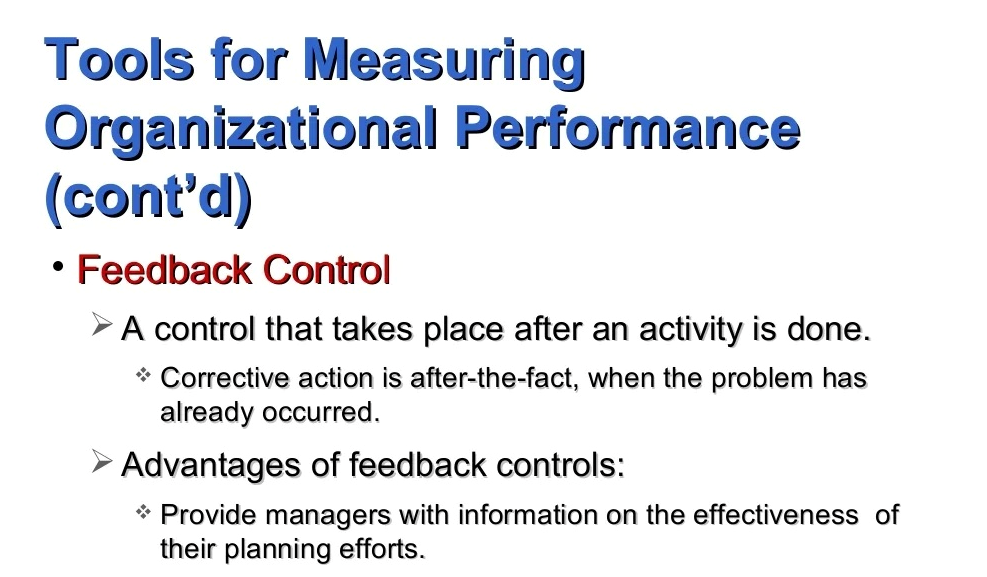 Tools for Measuring
Organizational Performance
(cont’d)
• Feedback Control
➢ A control that takes place after an activity is done.
❖ Corrective action is after-the-fact, when the problem has
already occurred.
➢ Advantages of feedback controls:
❖ Provide managers with information on the effectiveness  of
their planning efforts.